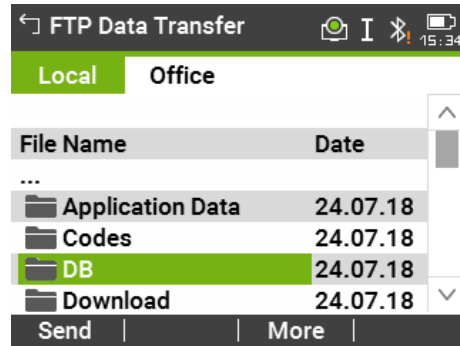 FTP Data Transfer I 15:34
Local Office
File Name Date
...
Application Data 24.07.18
Codes 24.07.18
DB 24.07.18
Download 24.07.18
Send | | More |